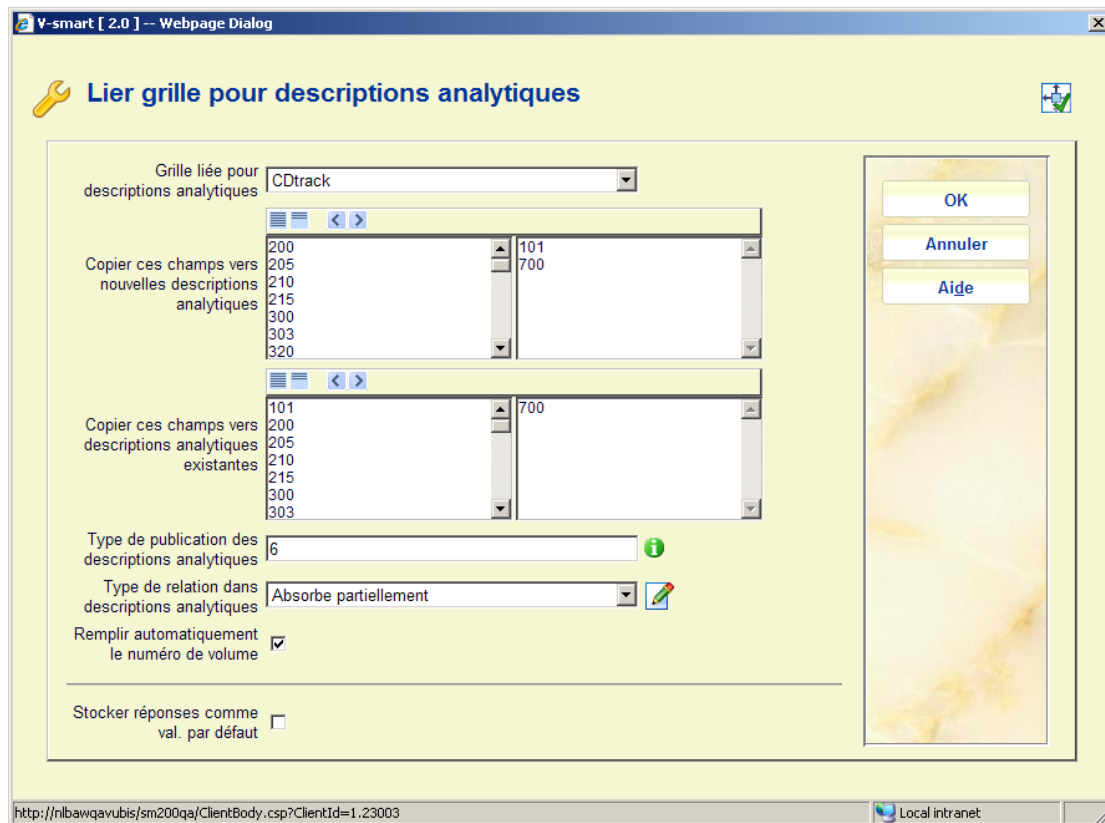 V-smart [ 2.0 ] -- Webpage Dialog
Lier grille pour descriptions analytiques
Grille liée pour
descriptions analytiques
CDtrack
Copier ces champs vers
nouvelles descriptions
analytiques
200
205
210
215
300
303
320
101
700
Copier ces champs vers
descriptions analytiques
existantes
101
200
205
210
215
300
303
700
Type de publication des
descriptions analytiques
6
Type de relation dans
descriptions analytiques
Absorbe partiellement
Remplir automatiquement
le numéro de volume
Stocker réponses comme
val. par défaut
OK
Annuler
Aide
http://nlbawqavubis/sm200qa/ClientBody.csp?ClientId=1.23003
Local intranet